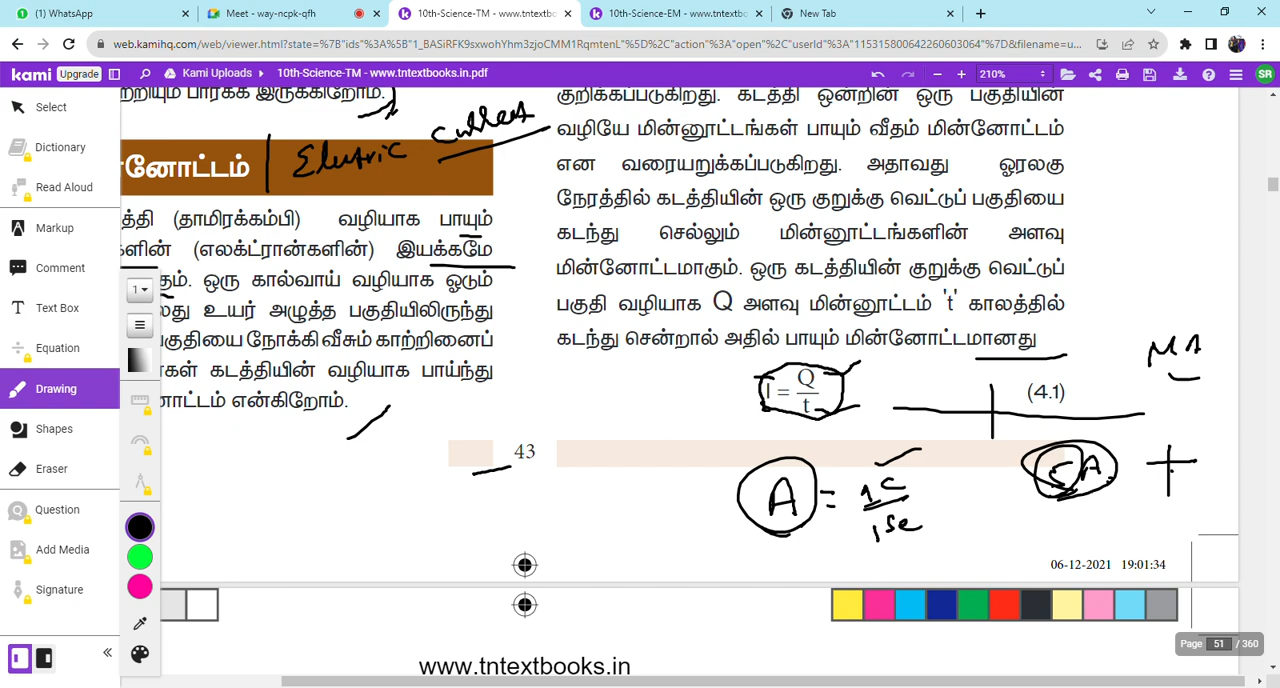 WhatsApp
Meet - way-ncpk-qfh
10th-Science-TM - www.tntextboo
10th-Science-EM - www.tntextboo
New Tab
web.kamihq.com/web/viewer.html?state=%7B"ids"%3A%5B"1_BASiRFK9sxwohYhm3zjoCMM1RqmtenL"%5D%2C"action"%3A"open"%2C"userId"%3A"115315800642260603064"%7D&filename=u...
kami Upgrade Kami Uploads 10th-Science-TM - www.tntextbooks.in.pdf 210% SR
Select
Dictionary
Read Aloud
Markup
Comment
Text Box
Equation
Drawing
Shapes
Eraser
Question
Add Media
Signature
1
ற்றியும் பார்க்க இருக்கிறோம்.
னோட்டம் Electric current
த்தி (தாமிரக்கம்பி) வழியாக பாயும்
களின் (எலக்ட்ரான்களின்) இயக்கமே
கும். ஒரு கால்வாய் வழியாக ஓடும்
லது உயர் அழுத்த பகுதியிலிருந்து
பகுதியை நோக்கி வீசும் காற்றினைப்
கள் கடத்தியின் வழியாக பாய்ந்து
னோட்டம் என்கிறோம்.
43
குறிக்கப்படுகிறது. கடத்தி ஒன்றின் ஒரு பகுதியின்
வழியே மின்னூட்டங்கள் பாயும் வீதம் மின்னோட்டம்
என வரையறுக்கப்படுகிறது. அதாவது ஓரலகு
நேரத்தில் கடத்தியின் ஒரு குறுக்கு வெட்டுப் பகுதியை
கடந்து செல்லும் மின்னூட்டங்களின் அளவு
மின்னோட்டமாகும். ஒரு கடத்தியின் குறுக்கு வெட்டுப்
பகுதி வழியாக Q அளவு மின்னூட்டம் 't' காலத்தில்
கடந்து சென்றால் அதில் பாயும் மின்னோட்டமானது
I = Q/t (4.1)
A = 1C/1Se
5A
06-12-2021 19:01:34
www.tntextbooks.in
Page 51 / 360